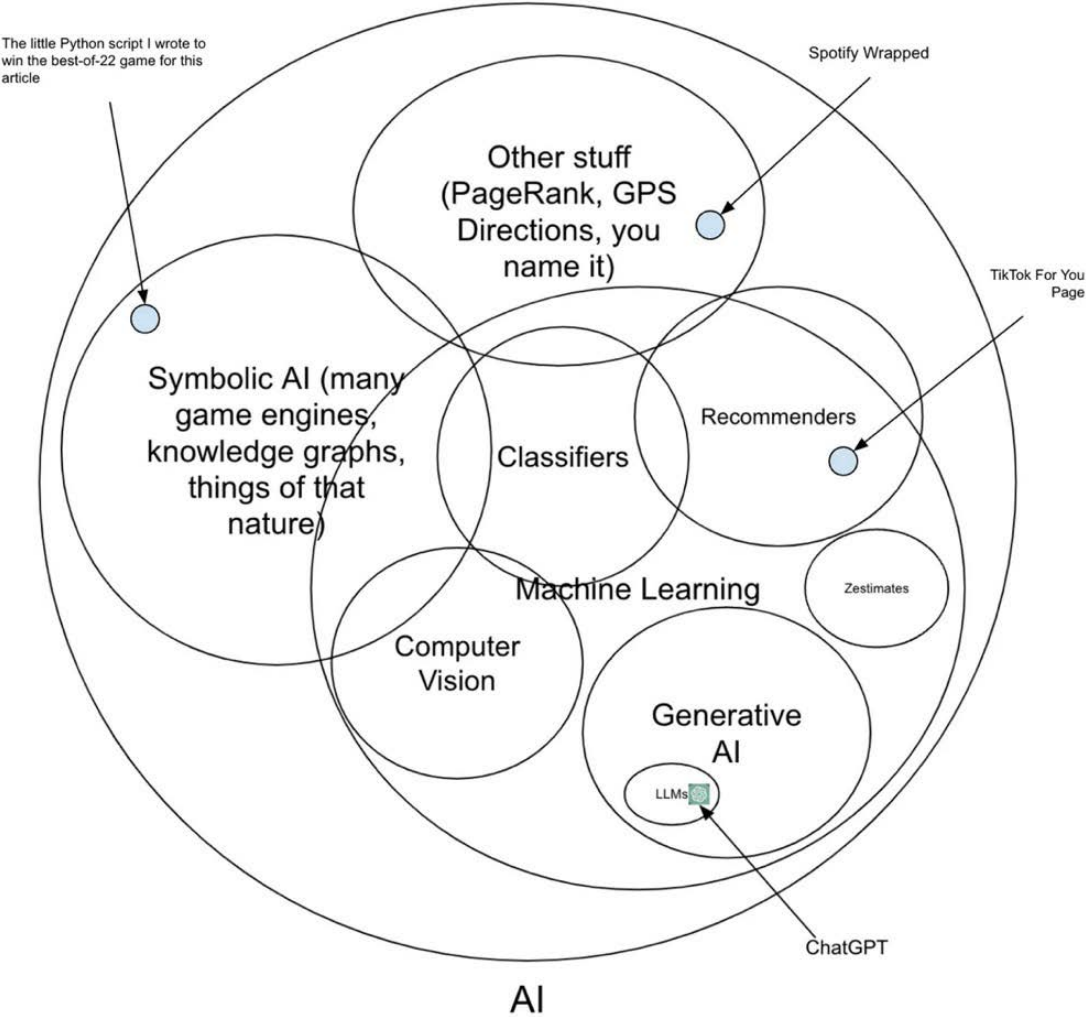 The little Python script I wrote to
win the best-of-22 game for this
article
Spotify Wrapped
Other stuff
(PageRank, GPS
Directions, you
name it)
TikTok For You
Page
Symbolic AI (many
game engines,
knowledge graphs,
things of that
nature)
Classifiers
Recommenders
Machine Learning
Zestimates
Computer
Vision
Generative
AI
LLMs
ChatGPT
AI